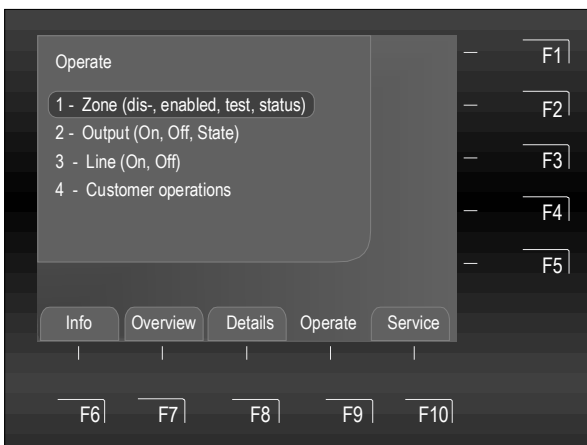 Operate
F1
1 - Zone (dis-, enabled, test, status)
F2
2 - Output (On, Off, State)
3 - Line (On, Off)
F3
4 - Customer operations
F4
F5
Info Overview Details Operate Service
F6 F7 F8 F9 F10